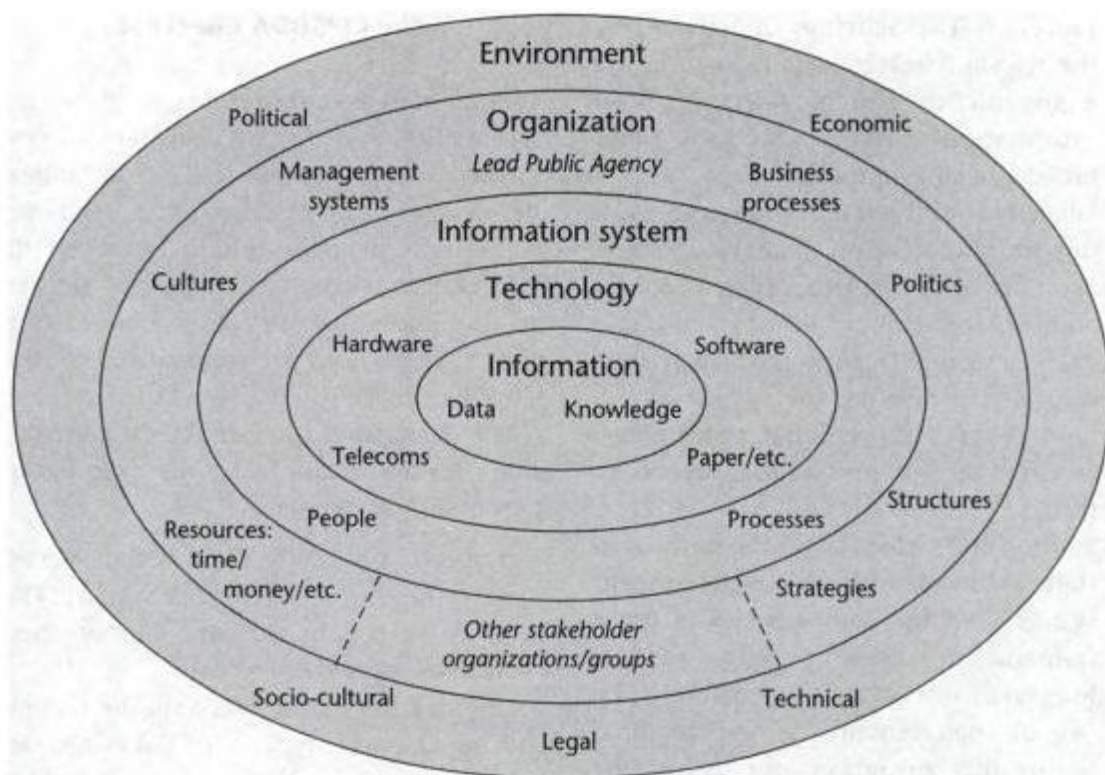 Environment
Political
Economic
Organization
Lead Public Agency
Management
systems
Business
processes
Information system
Cultures
Politics
Technology
Hardware
Software
Information
Data
Knowledge
Telecoms
Paper/etc.
People
Processes
Structures
Resources:
time/
money/etc.
Strategies
Other stakeholder
organizations/groups
Socio-cultural
Technical
Legal